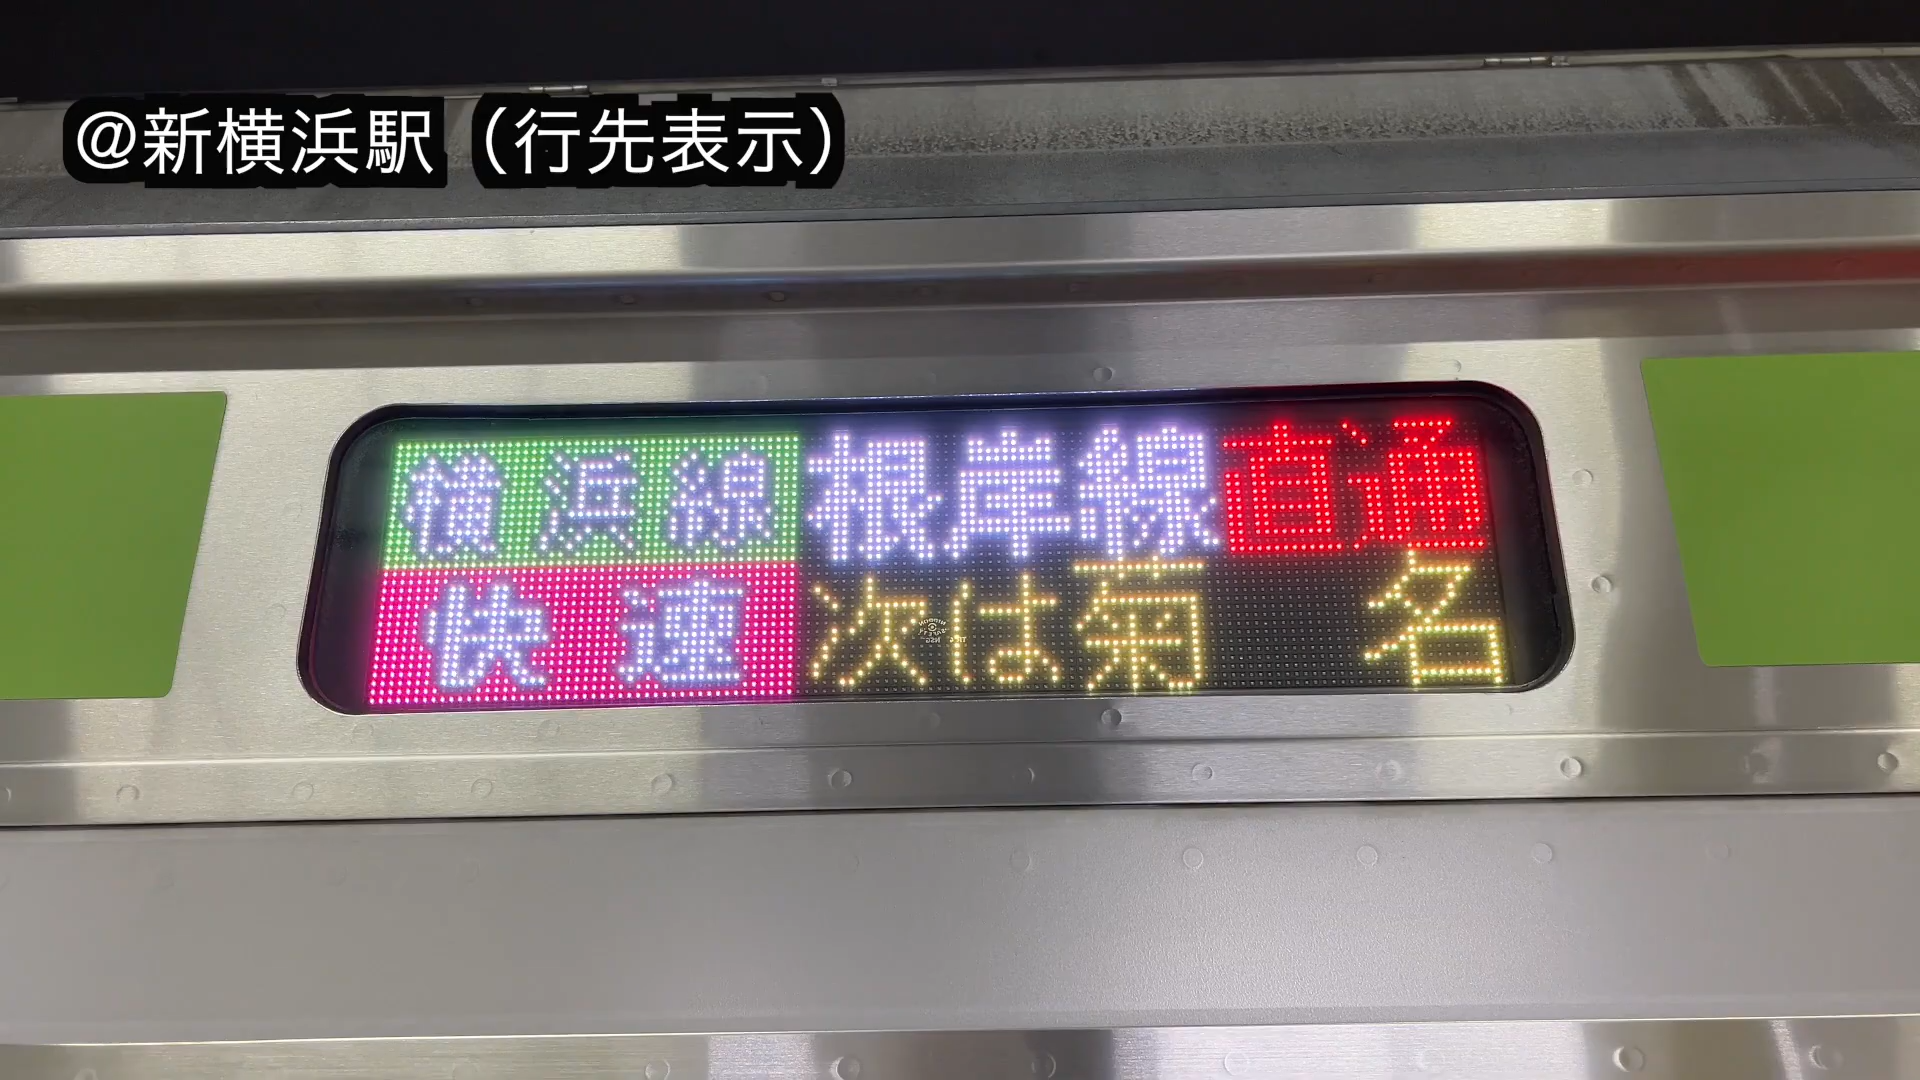 @新横浜駅（行先表示）
横浜線 根岸線直通
快速 次は菊 名